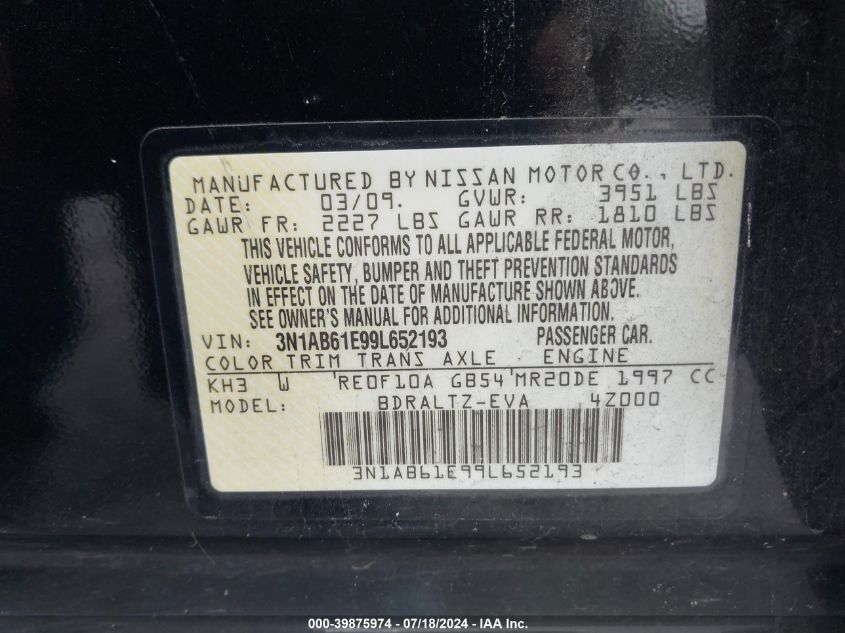 MANUFACTURED BY NISSAN MOTOR CO., LTD.
DATE: 03/09. GVWR: 3951 LBS
GAWR FR: 2227 LBS GAWR RR: 1810 LBS
THIS VEHICLE CONFORMS TO ALL APPLICABLE FEDERAL MOTOR,
VEHICLE SAFETY, BUMPER AND THEFT PREVENTION STANDARDS
IN EFFECT ON THE DATE OF MANUFACTURE SHOWN ABOVE.
SEE OWNER'S MANUAL FOR ADDITIONAL INFORMATION.
VIN: 3N1AB61E99L652193 PASSENGER CAR.
COLOR TRIM TRANS AXLE ENGINE
KH3 W 'RE0F10A GB54'MR20DE 1997 CC
MODEL: BDRALTZ-EVA 4Z000
3N1AB61E99L652193
000-39875974 - 07/18/2024 - IAA Inc.